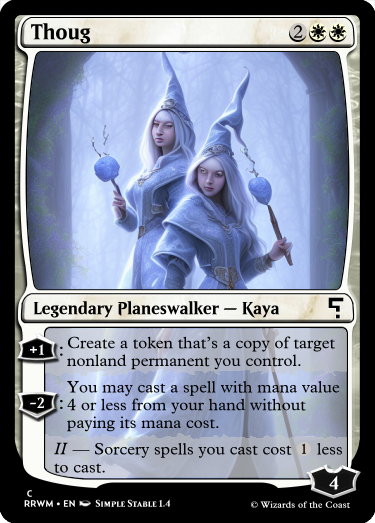 Thoug 2
Legendary Planeswalker — Kaya
+1 : Create a token that's a copy of target
nonland permanent you control.
You may cast a spell with mana value
-2 : 4 or less from your hand without
paying its mana cost.
II — Sorcery spells you cast cost 1 less
to cast.
4
C
RRWM • EN Simple Stable 1.4
© Wizards of the Coast